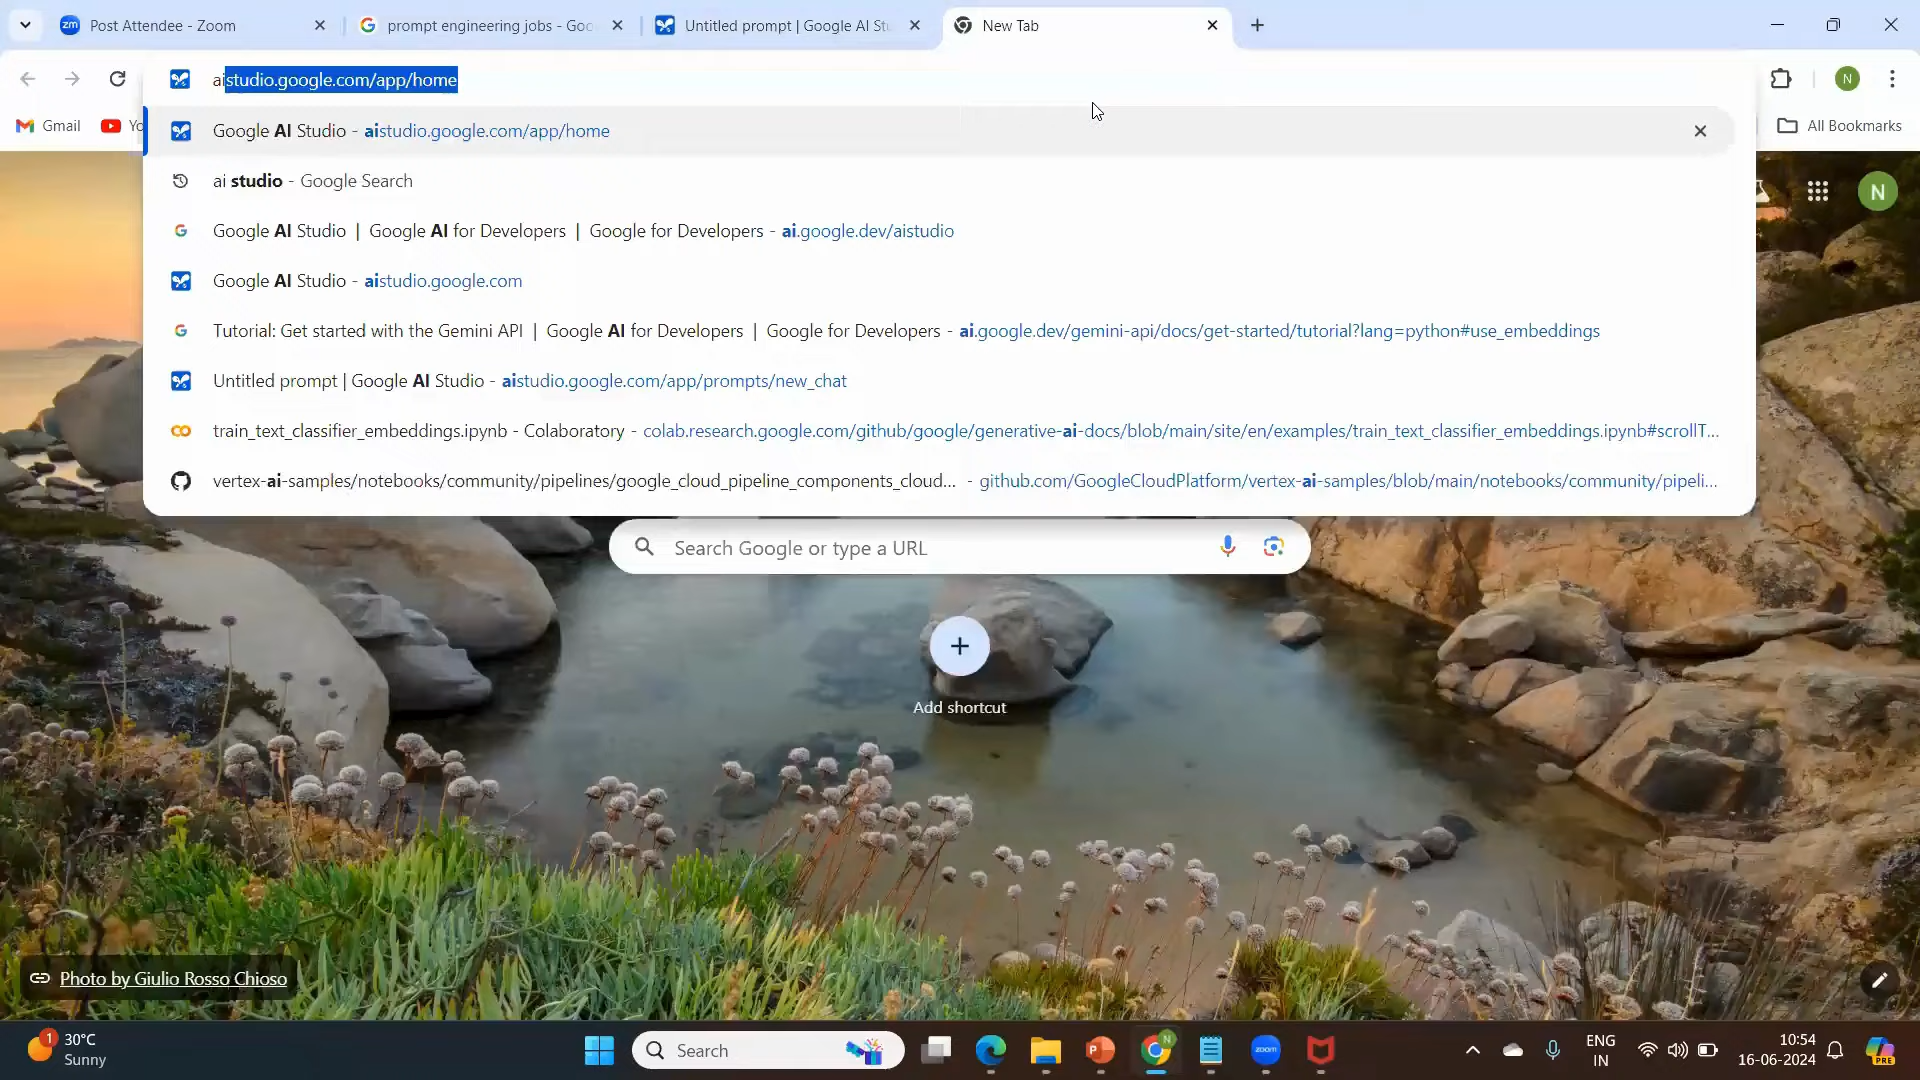 zm Post Attendee - Zoom
prompt engineering jobs - Goo
Untitled prompt | Google AI Stu
New Tab
aistudio.google.com/app/home
N
Gmail
Yo
All Bookmarks
Google AI Studio - aistudio.google.com/app/home
ai studio - Google Search
N
Google AI Studio | Google AI for Developers | Google for Developers - ai.google.dev/aistudio
Google AI Studio - aistudio.google.com
Tutorial: Get started with the Gemini API | Google AI for Developers | Google for Developers - ai.google.dev/gemini-api/docs/get-started/tutorial?lang=python#use_embeddings
Untitled prompt | Google AI Studio - aistudio.google.com/app/prompts/new_chat
train_text_classifier_embeddings.ipynb - Colaboratory - colab.research.google.com/github/google/generative-ai-docs/blob/main/site/en/examples/train_text_classifier_embeddings.ipynb#scrollT...
vertex-ai-samples/notebooks/community/pipelines/google_cloud_pipeline_components_cloud... - github.com/GoogleCloudPlatform/vertex-ai-samples/blob/main/notebooks/community/pipeli...
Search Google or type a URL
Add shortcut
Photo by Giulio Rosso Chioso
1
30°C
Sunny
Search
P
N
zoom
ENG
IN
10:54
16-06-2024
PRE